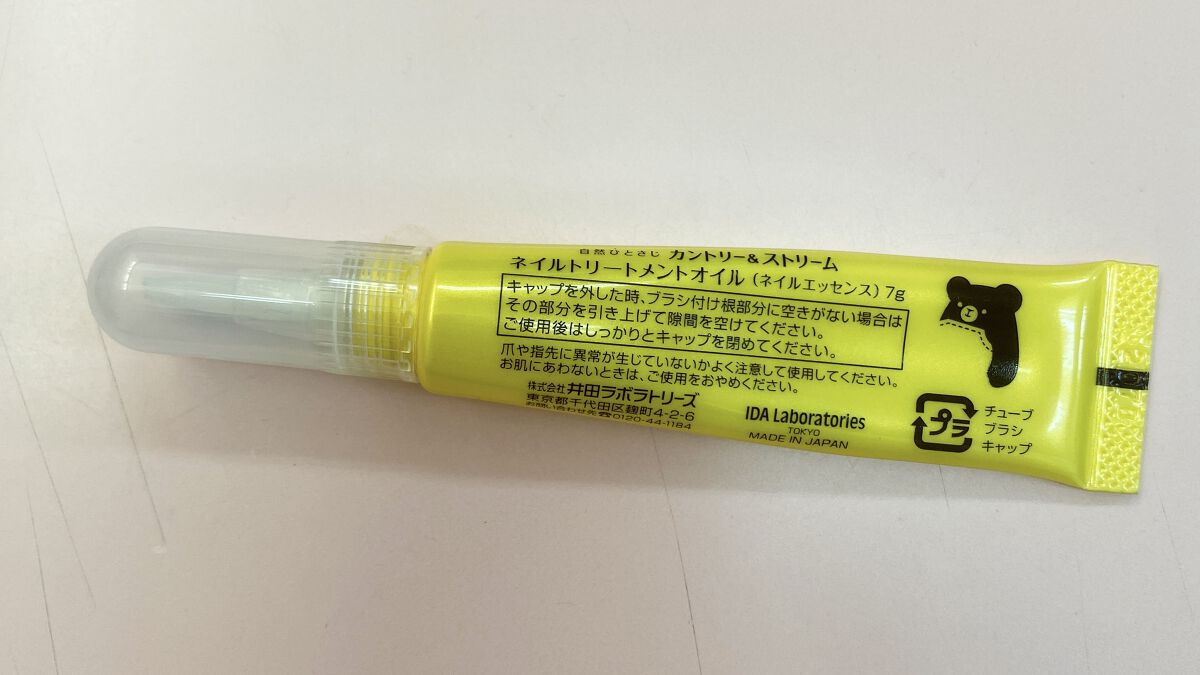 自然ひとさじ カントリー&ストリーム
ネイルトリートメントオイル(ネイルエッセンス)7g
キャップを外した時、ブラシ付け根部分に空きがない場合は
その部分を引き上げて隙間を空けてください。
ご使用後はしっかりとキャップを閉めてください。
爪や指先に異常が生じていないかよく注意して使用してください。
お肌にあわないときは、ご使用をおやめください。
株式会社 井田ラボラトリーズ
東京都千代田区麹町4-2-6
お問い合わせ先 0120-44-1184
IDA Laboratories
TOKYO
MADE IN JAPAN
プラ
チューブ
ブラシ
キャップ